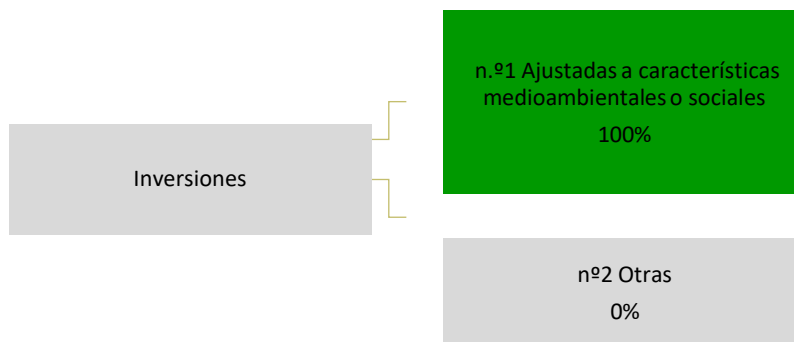 n.º1 Ajustadas a características
medioambientales o sociales
100%
Inversiones
nº2 Otras
0%